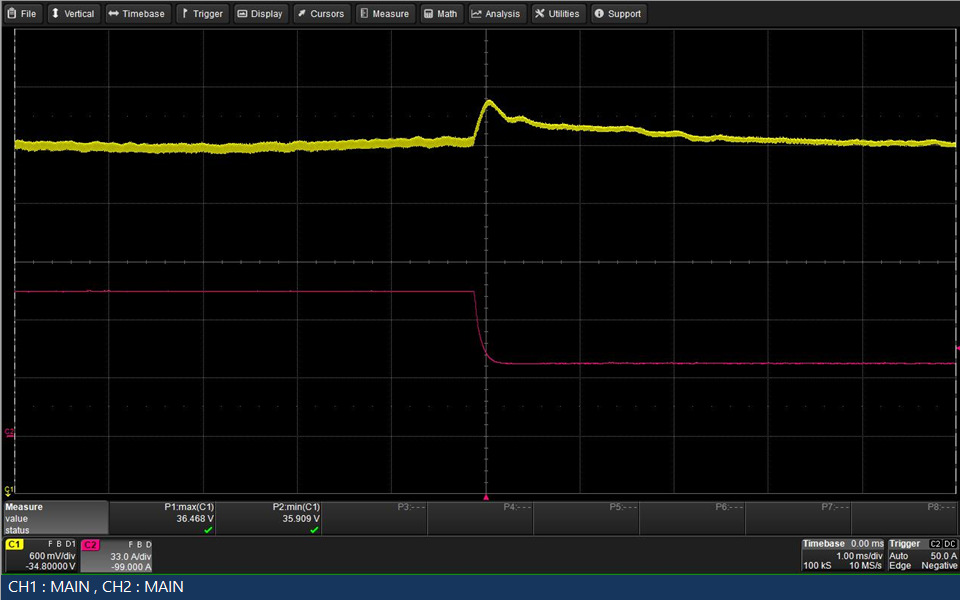 File Vertical Timebase Trigger Display Cursors Measure Math Analysis Utilities Support
C2
C1
Measure P1:max(C1) P2:min(C1) P3:--- P4:--- P5:--- P6:--- P7:--- P8:---
value 36.468 V 35.909 V
status
C1 F B D1 C2 F B D Timebase 0.00 ms Trigger C2 DC
600 mV/div 33.0 A/div 1.00 ms/div Auto 50.0 A
-34.80000 V -99.000 A 100 kS 10 MS/s Edge Negative
CH1 : MAIN , CH2 : MAIN